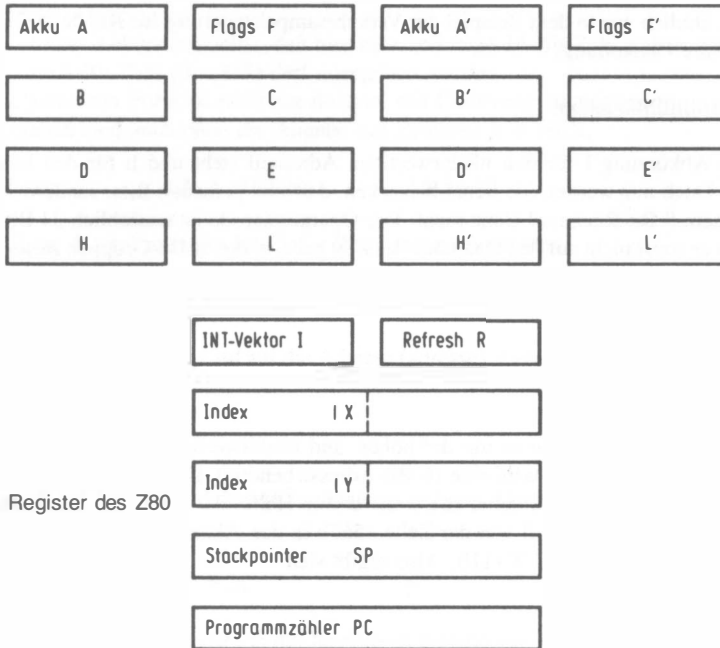 Akku A Flags F Akku A′ Flags F′
B C B′ C′
D E D′ E′
H L H′ L′
INT-Vektor I Refresh R
Index IX
Index IY
Register des Z80
Stackpointer SP
Programmzähler PC